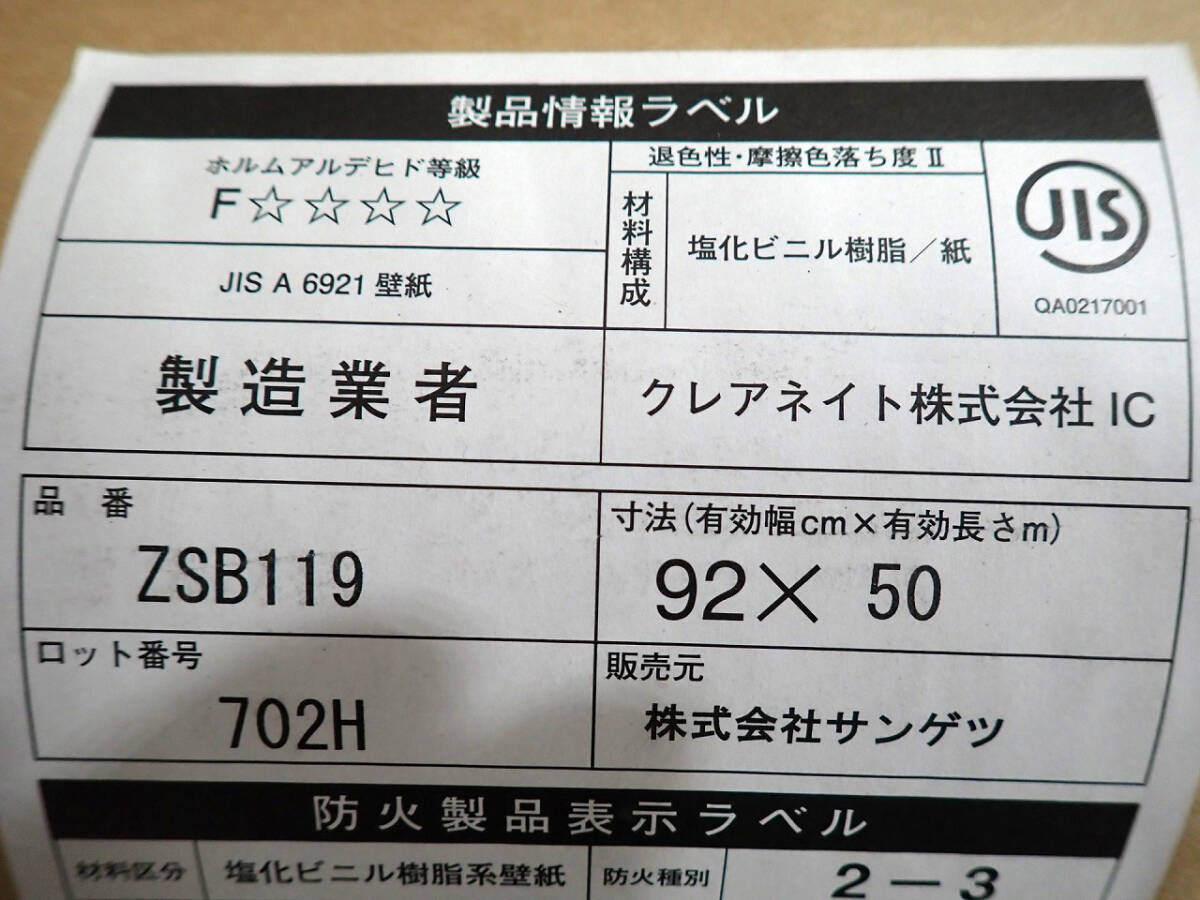 製品情報ラベル
ホルムアルデヒド等級
F☆☆☆☆
JIS A 6921 壁紙
退色性・摩擦色落ち度Ⅱ
材料構成
塩化ビニル樹脂／紙
JIS
QA0217001
製造業者
クレアネイト株式会社 IC
品 番
ZSB119
寸法(有効幅cm×有効長さm)
92× 50
ロット番号
702H
販売元
株式会社サンゲツ
防火製品表示ラベル
材料区分
塩化ビニル樹脂系壁紙
防火種別
2－3